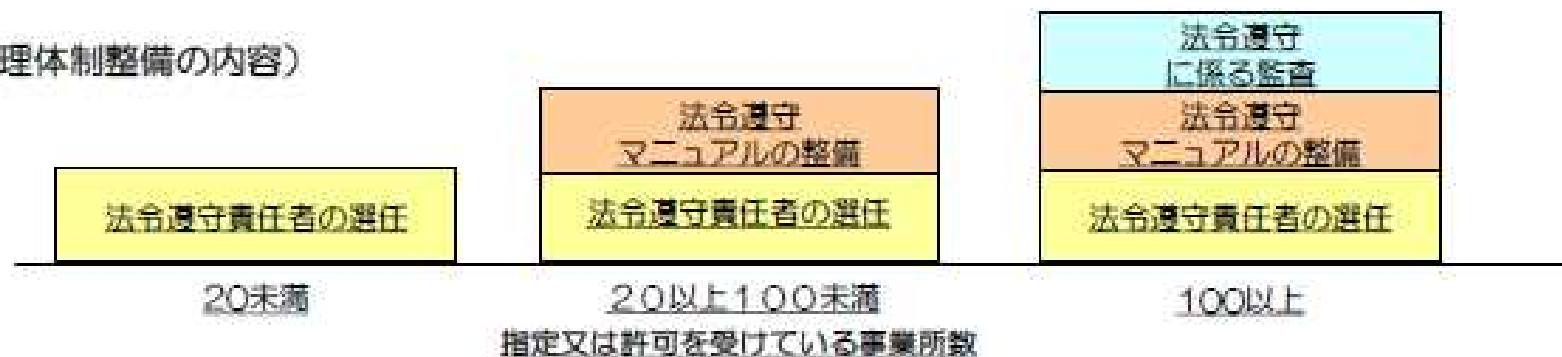 理体制整備の内容）
法令遵守
に係る監査
法令遵守
マニュアルの整備
法令遵守
マニュアルの整備
法令遵守責任者の選任
法令遵守責任者の選任
法令遵守責任者の選任
20未満
２０以上１００未満
100以上
指定又は許可を受けている事業所数